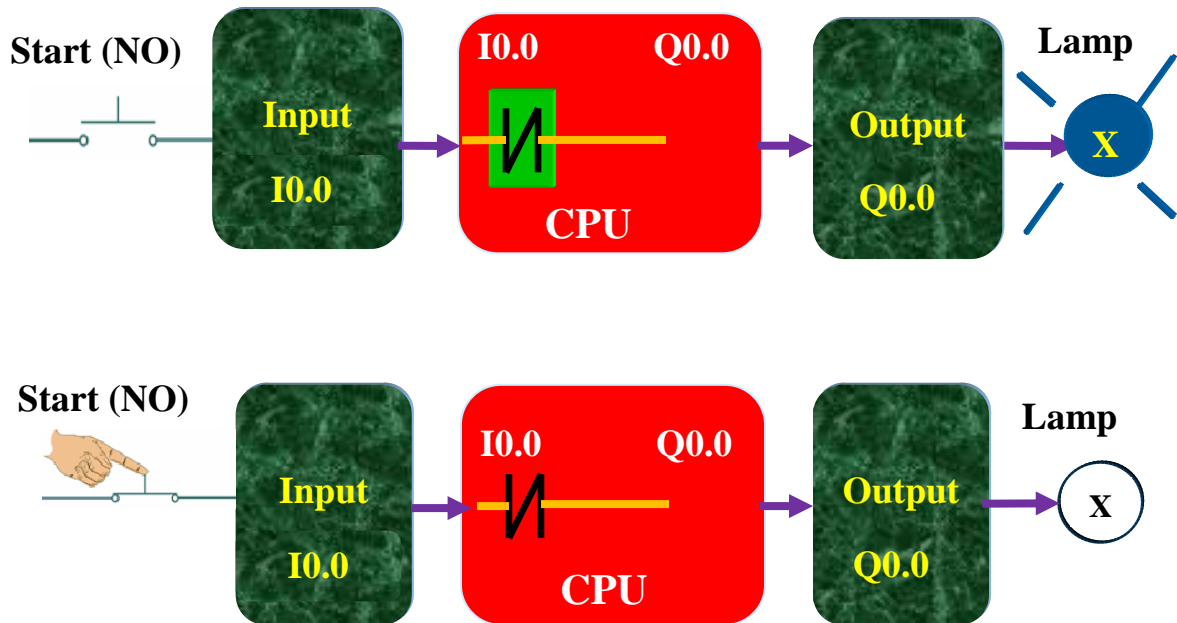 Start (NO)
Input
I0.0
I0.0 Q0.0
CPU
Output
Q0.0
Lamp
X
Start (NO)
Input
I0.0
I0.0 Q0.0
CPU
Output
Q0.0
Lamp
X